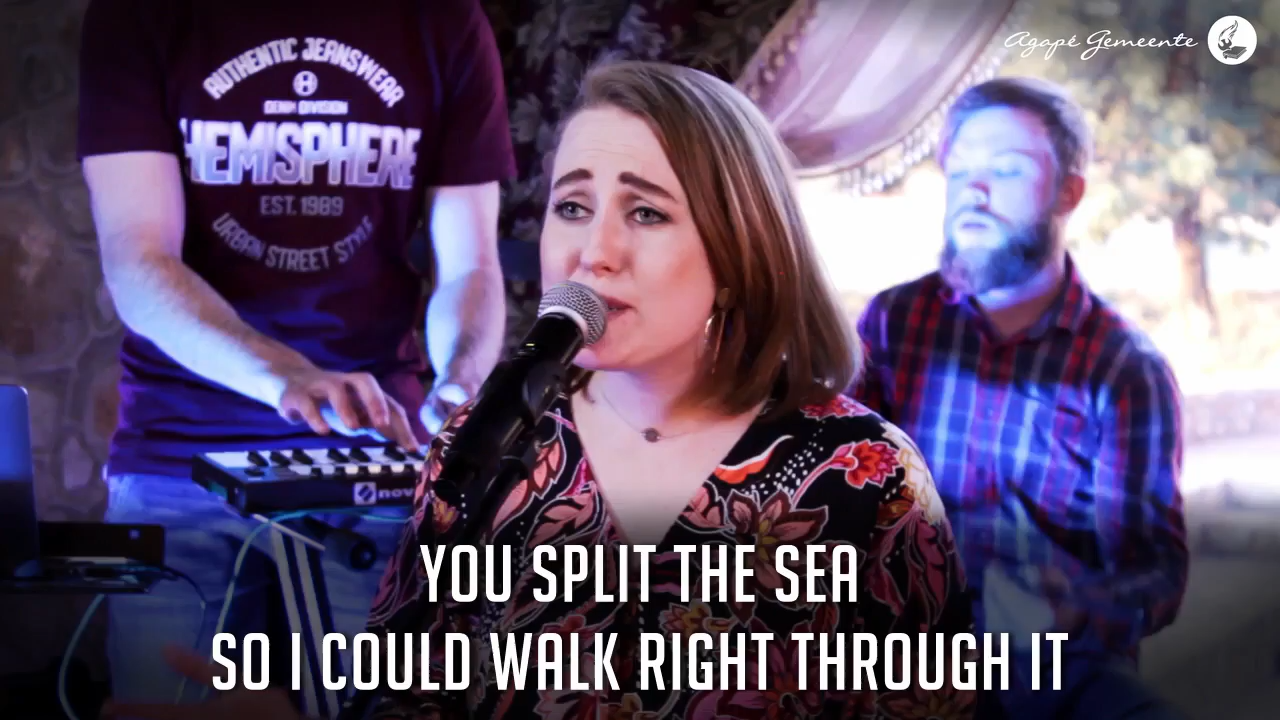 Agapé Gemeente
AUTHENTIC JEANSWEAR
DENIM DIVISION
HEMISPHERE
EST. 1989
URBAN STREET STYLE
nov
YOU SPLIT THE SEA
SO I COULD WALK RIGHT THROUGH IT